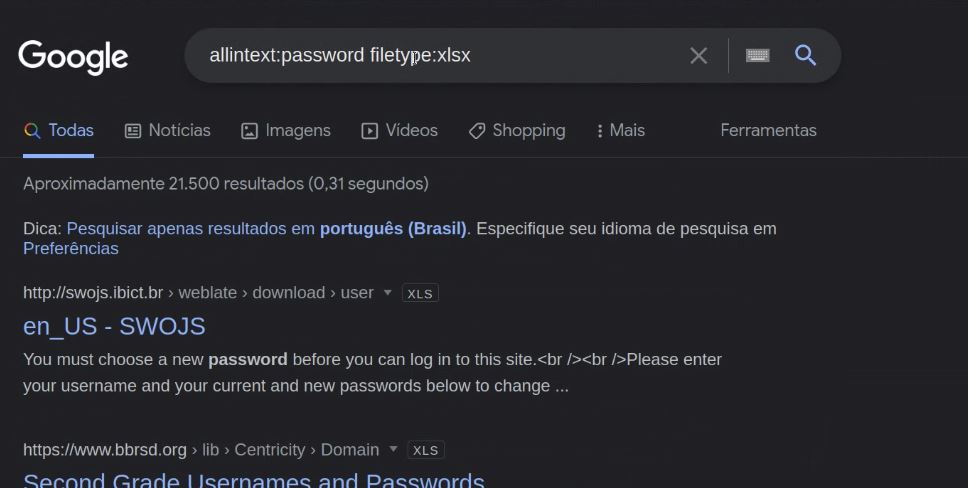 Google
allintext:password filetype:xlsx
Todas Notícias Imagens Vídeos Shopping Mais Ferramentas
Aproximadamente 21.500 resultados (0,31 segundos)
Dica: Pesquisar apenas resultados em português (Brasil). Especifique seu idioma de pesquisa em
Preferências
http://swojs.ibict.br › weblate › download › user XLS
en_US - SWOJS
You must choose a new password before you can log in to this site.<br /><br />Please enter
your username and your current and new passwords below to change ...
https://www.bbrsd.org › lib › Centricity › Domain XLS
Second Grade Usernames and Passwords